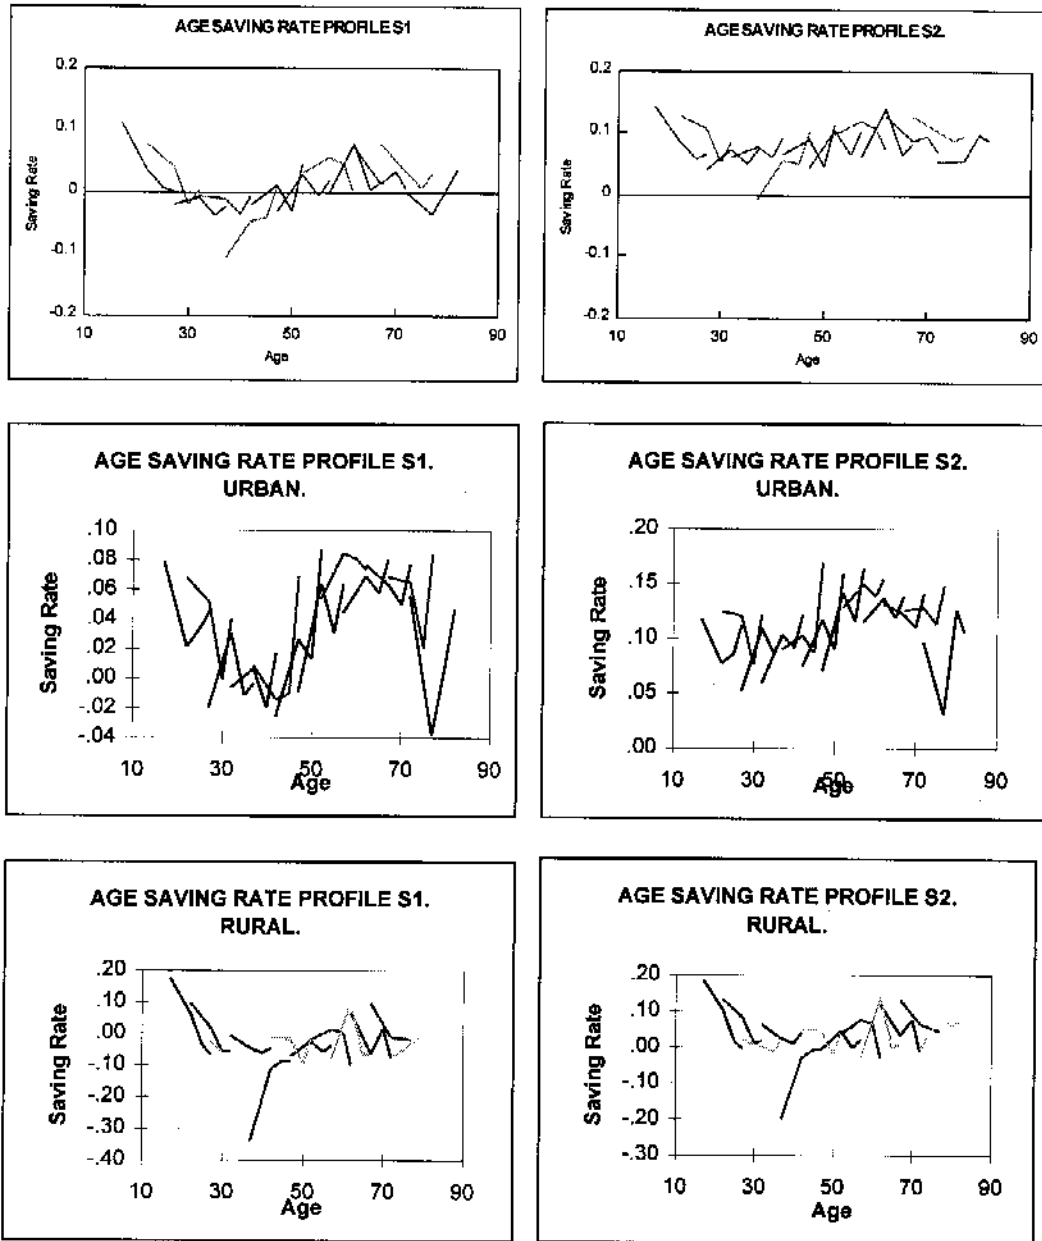 AGE SAVING RATE PROFILE S1
0.2
0.1
0
-0.1
-0.2
Saving Rate
10 30 50 70 90
Age
AGE SAVING RATE PROFILE S2.
0.2
0.1
0
-0.1
-0.2
Saving Rate
10 30 50 70 90
Age
AGE SAVING RATE PROFILE S1.
URBAN.
.10
.08
.06
.04
.02
.00
-.02
-.04
Saving Rate
10 30 50 70 90
Age
AGE SAVING RATE PROFILE S2.
URBAN.
.20
.15
.10
.05
.00
Saving Rate
10 30 50 70 90
Age
AGE SAVING RATE PROFILE S1.
RURAL.
.20
.10
.00
-.10
-.20
-.30
-.40
Saving Rate
10 30 50 70 90
Age
AGE SAVING RATE PROFILE S2.
RURAL.
.20
.10
.00
-.10
-.20
-.30
Saving Rate
10 30 50 70 90
Age